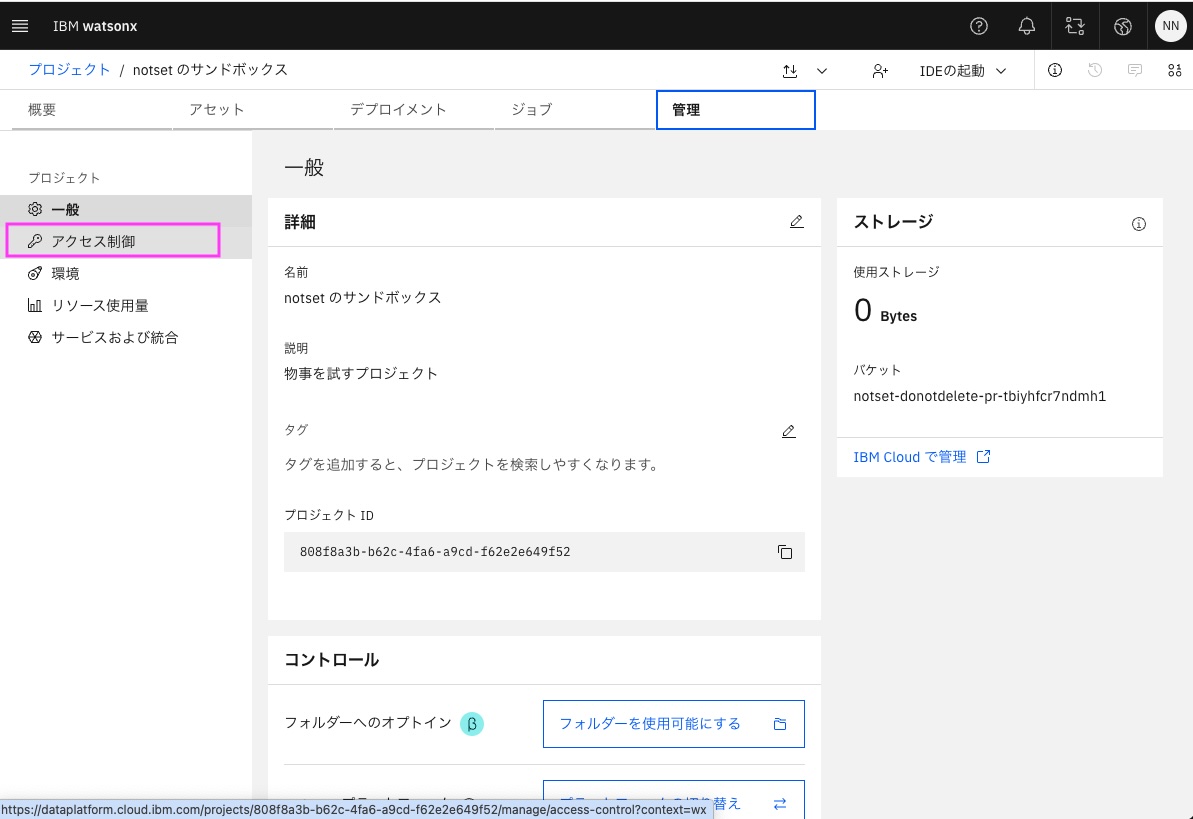 IBM watsonx
NN
プロジェクト / notset のサンドボックス
IDEの起動
概要
アセット
デプロイメント
ジョブ
管理
プロジェクト
一般
アクセス制御
環境
リソース使用量
サービスおよび統合
一般
詳細
名前
notset のサンドボックス
説明
物事を試すプロジェクト
タグ
タグを追加すると、プロジェクトを検索しやすくなります。
プロジェクト ID
808f8a3b-b62c-4fa6-a9cd-f62e2e649f52
ストレージ
使用ストレージ
0 Bytes
バケット
notset-donotdelete-pr-tbiyhfcr7ndmh1
IBM Cloud で管理
コントロール
フォルダーへのオプトイン β
フォルダーを使用可能にする
https://dataplatform.cloud.ibm.com/projects/808f8a3b-b62c-4fa6-a9cd-f62e2e649f52/manage/access-control?context=wx